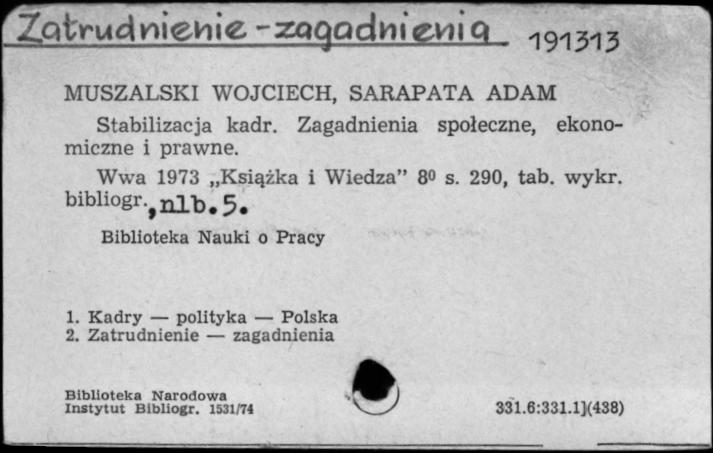 Zatrudnienie - zagadnienia 191313
MUSZALSKI WOJCIECH, SARAPATA ADAM
Stabilizacja kadr. Zagadnienia społeczne, ekono-
miczne i prawne.
Wwa 1973 „Książka i Wiedza” 8⁰ s. 290, tab. wykr.
bibliogr., nlb. 5.
Biblioteka Nauki o Pracy
1. Kadry — polityka — Polska
2. Zatrudnienie — zagadnienia
Biblioteka Narodowa
Instytut Bibliogr. 1531/74 331.6:331.1](438)